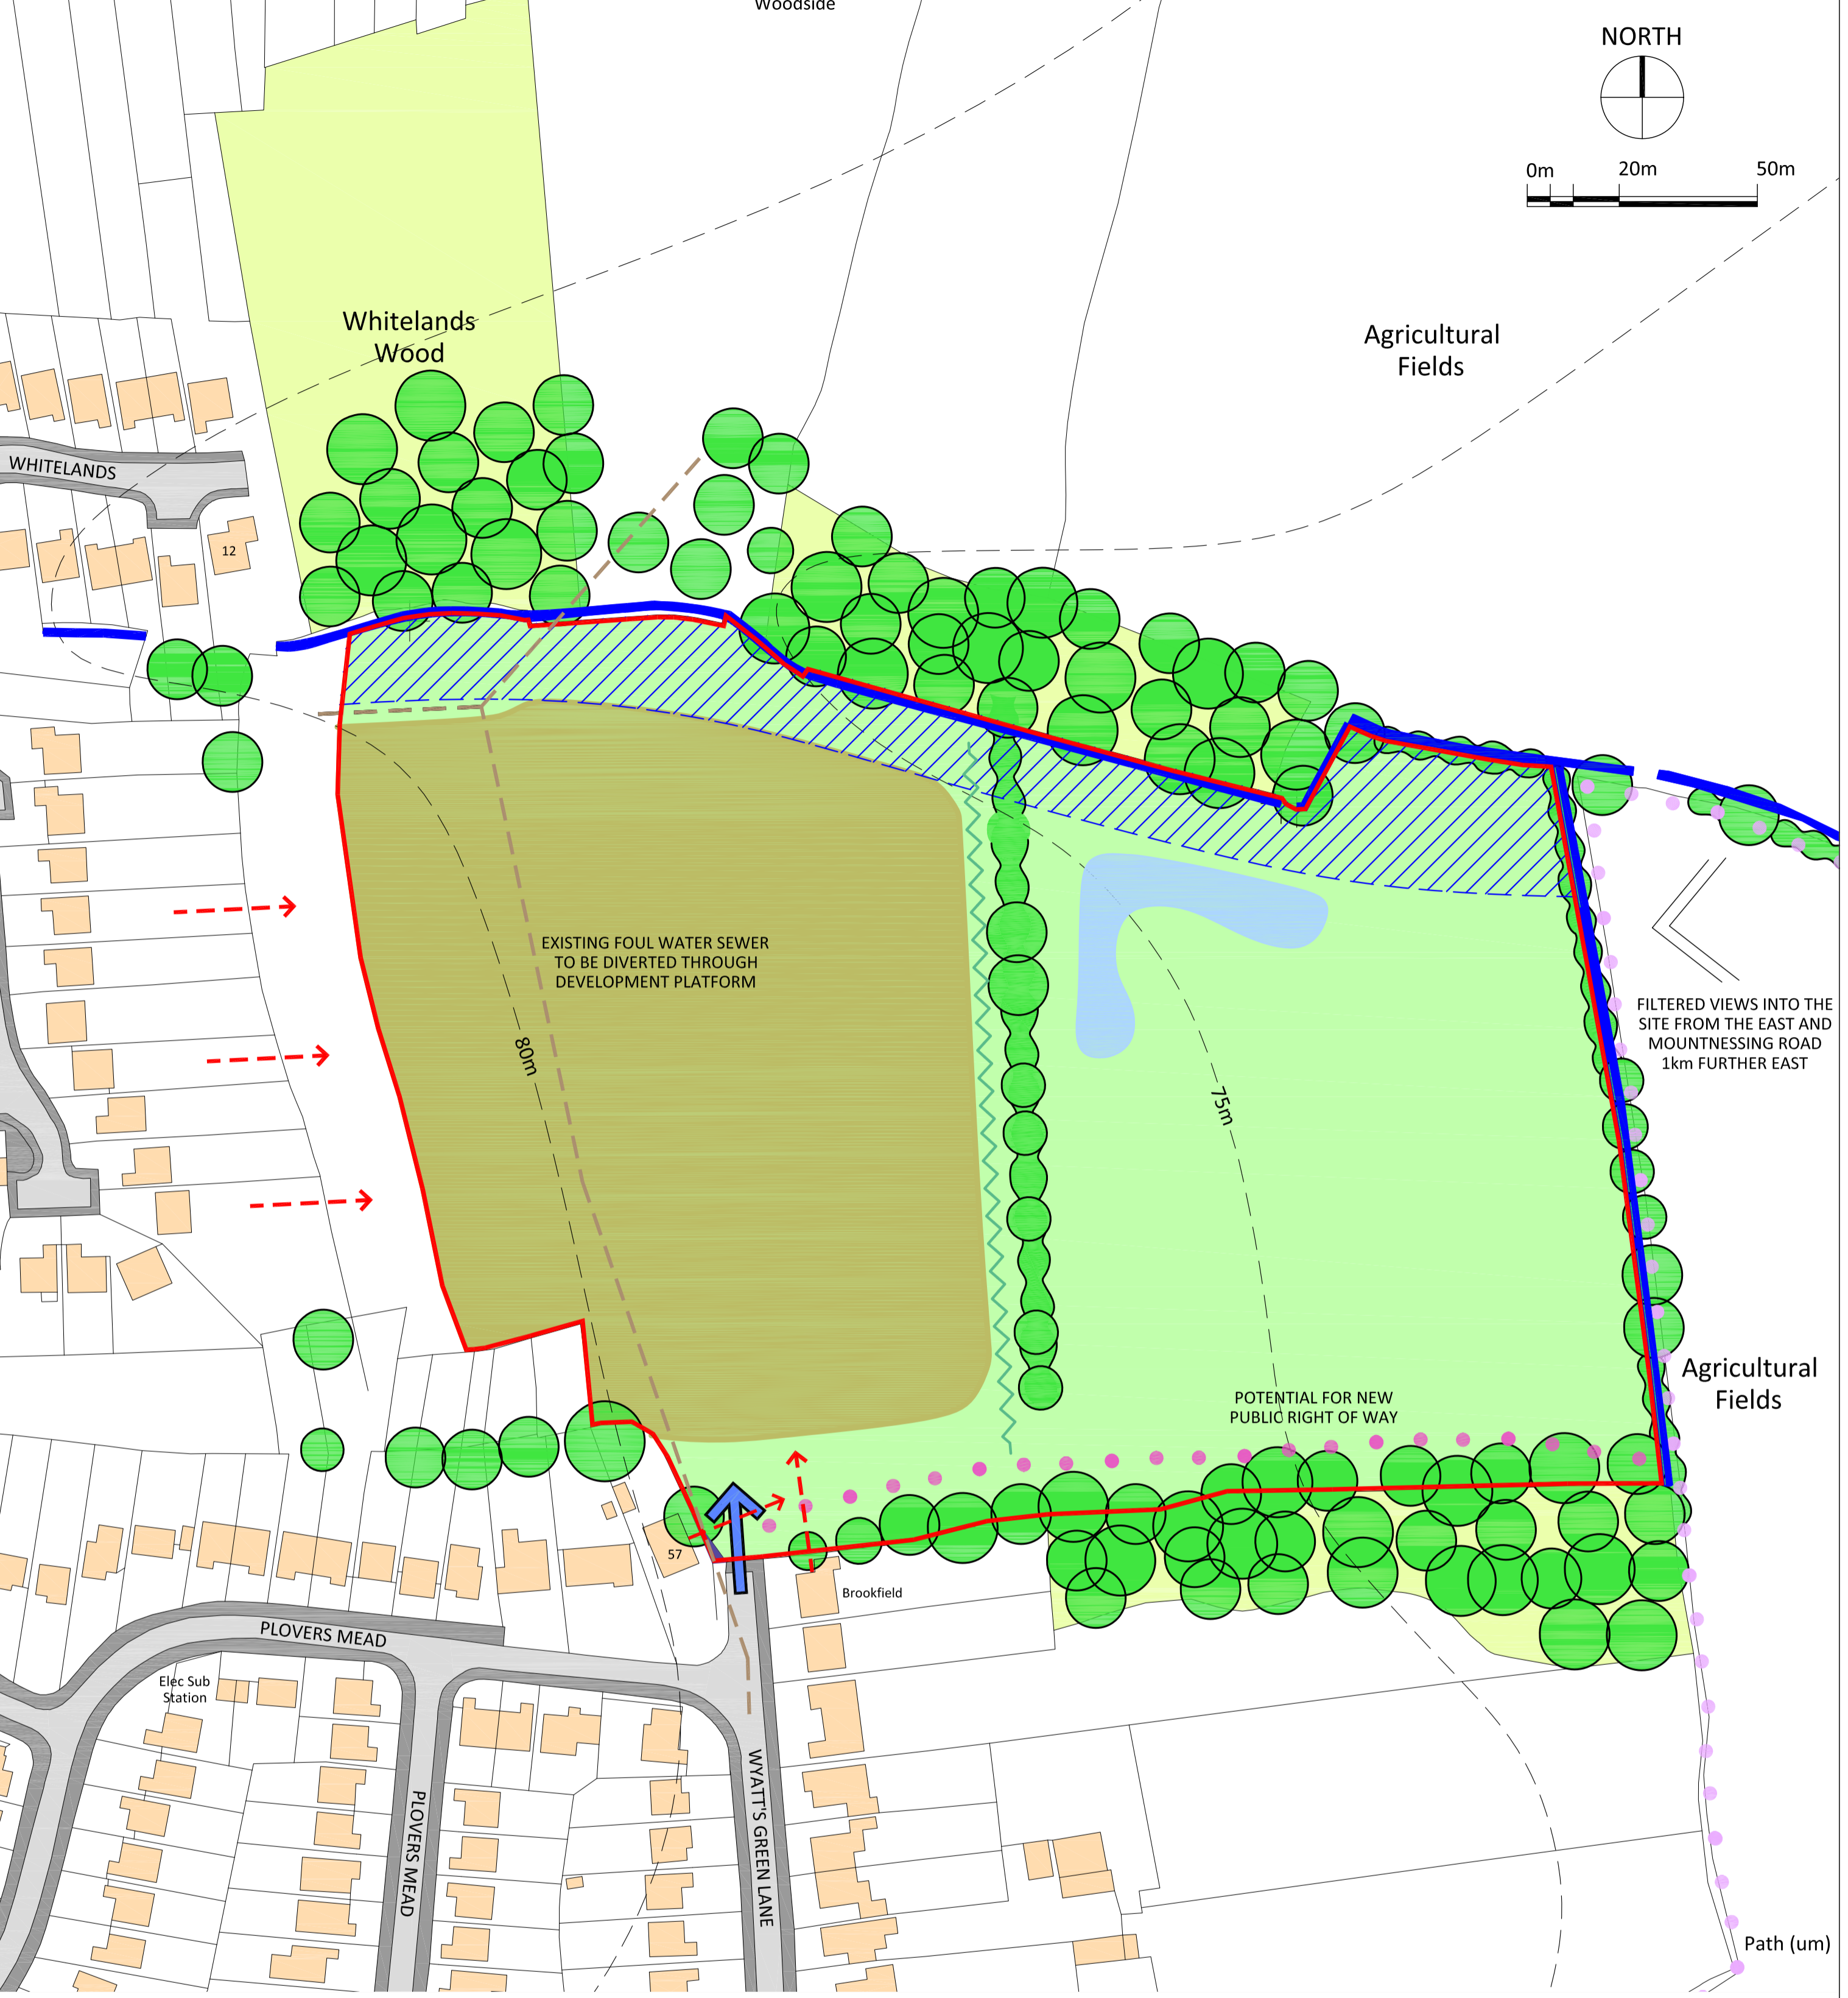 Woodside
NORTH
0m
20m
50m
Whitelands
Wood
Agricultural
Fields
WHITELANDS
12
EXISTING FOUL WATER SEWER
TO BE DIVERTED THROUGH
DEVELOPMENT PLATFORM
80m
75m
FILTERED VIEWS INTO THE
SITE FROM THE EAST AND
MOUNTNESSING ROAD
1km FURTHER EAST
Agricultural
Fields
POTENTIAL FOR NEW
PUBLIC RIGHT OF WAY
57
Brookfield
PLOVERS MEAD
Elec Sub
Station
PLOVERS MEAD
WYATT'S GREEN LANE
Path (um)